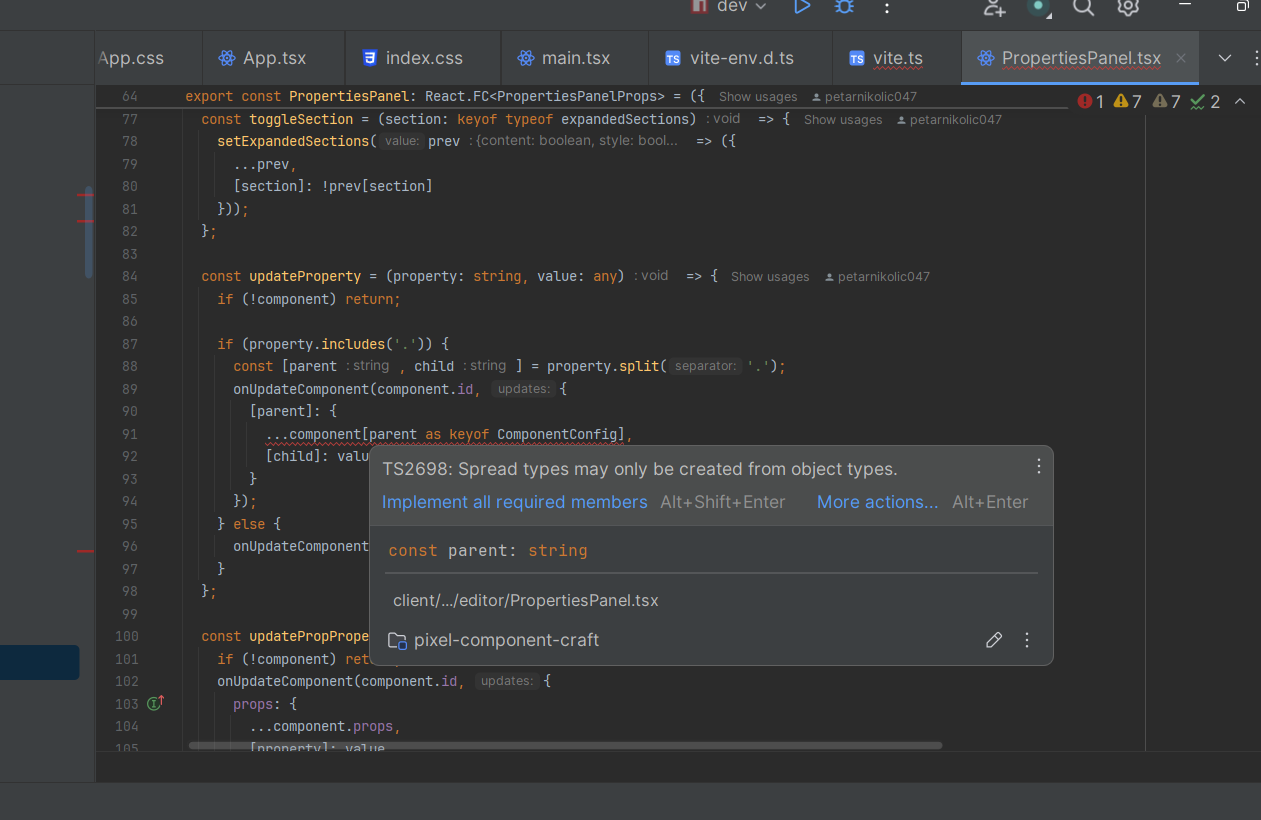 dev
App.css App.tsx index.css main.tsx TS vite-env.d.ts TS vite.ts PropertiesPanel.tsx
64 export const PropertiesPanel: React.FC<PropertiesPanelProps> = ({ Show usages petarnikolic047 1 7 7 2
77 const toggleSection = (section: keyof typeof expandedSections) : void => { Show usages petarnikolic047
78 setExpandedSections( value: prev : {content: boolean, style: bool... => ({
79 ...prev,
80 [section]: !prev[section]
81 }));
82 };
83
84 const updateProperty = (property: string, value: any) : void => { Show usages petarnikolic047
85 if (!component) return;
86
87 if (property.includes('.')) {
88 const [parent : string , child : string ] = property.split( separator: '.');
89 onUpdateComponent(component.id, updates: {
90 [parent]: {
91 ...component[parent as keyof ComponentConfig],
92 [child]: valu
93 }
94 });
95 } else {
96 onUpdateComponent
97 }
98 };
99
100 const updatePropPrope
101 if (!component) ret
102 onUpdateComponent(component.id, updates: {
103 props: {
104 ...component.props,
105 [property]: value
TS2698: Spread types may only be created from object types.
Implement all required members Alt+Shift+Enter More actions... Alt+Enter
const parent: string
client/.../editor/PropertiesPanel.tsx
pixel-component-craft